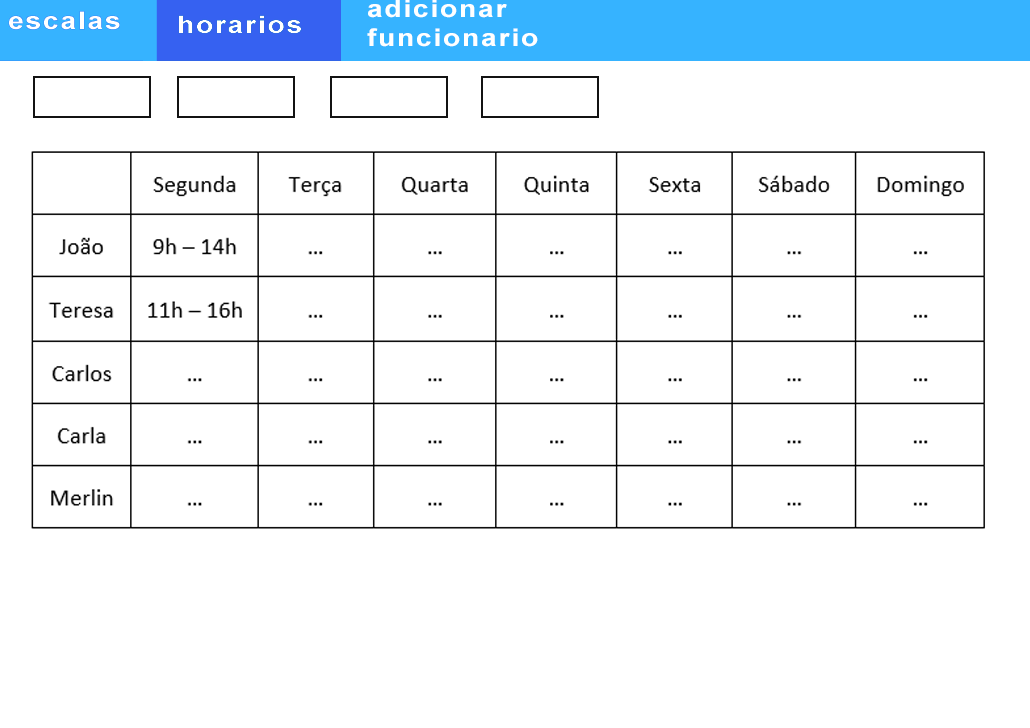 escalas
horarios
adicionar
funcionario
Segunda Terça Quarta Quinta Sexta Sábado Domingo
João 9h – 14h ... ... ... ... ... ...
Teresa 11h – 16h ... ... ... ... ... ...
Carlos ... ... ... ... ... ... ...
Carla ... ... ... ... ... ... ...
Merlin ... ... ... ... ... ... ...